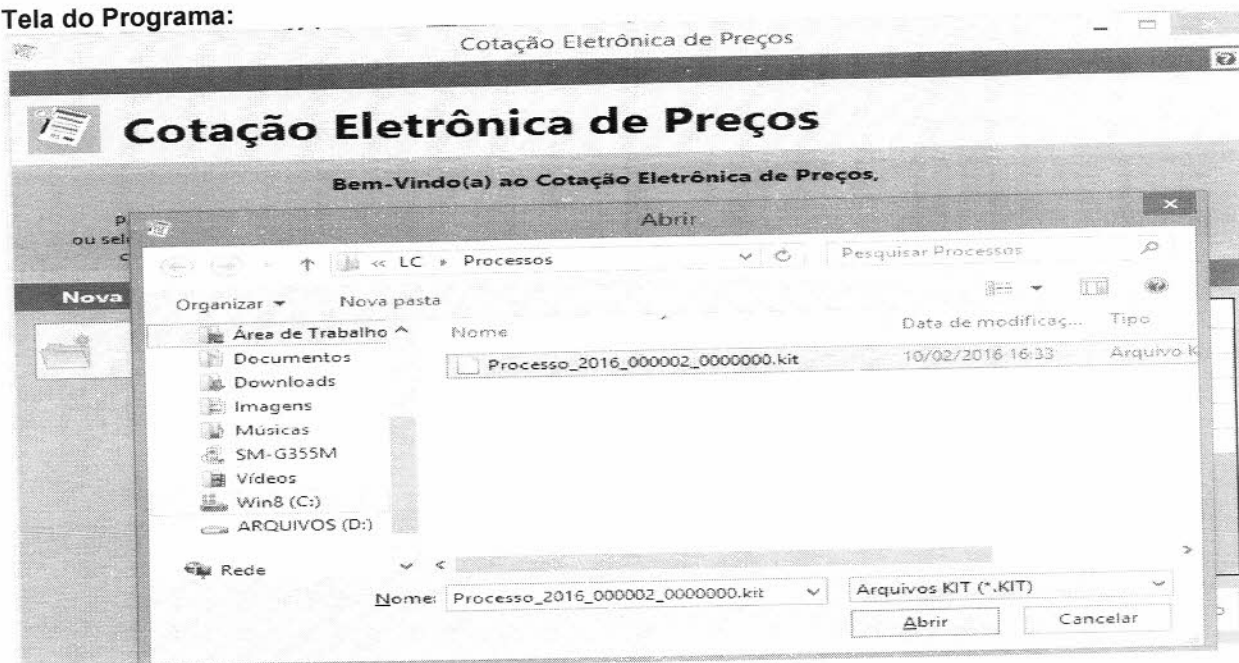 Tela do Programa:
Cotação Eletrônica de Preços
Cotação Eletrônica de Preços
Bem-Vindo(a) ao Cotação Eletrônica de Preços,
ou sel
Abrir
<< LC Processos
Pesquisar Processos
Nova
Organizar
Nova pasta
Nome
Data de modificaç...
Tipo
Área de Trabalho
Documentos
Downloads
Imagens
Músicas
SM-G355M
Vídeos
Win8 (C:)
ARQUIVOS (D:)
Rede
Processo_2016_000002_0000000.kit
10/02/2016 16:33
Arquivo K
Nome: Processo_2016_000002_0000000.kit
Arquivos KIT (*.KIT)
Abrir
Cancelar